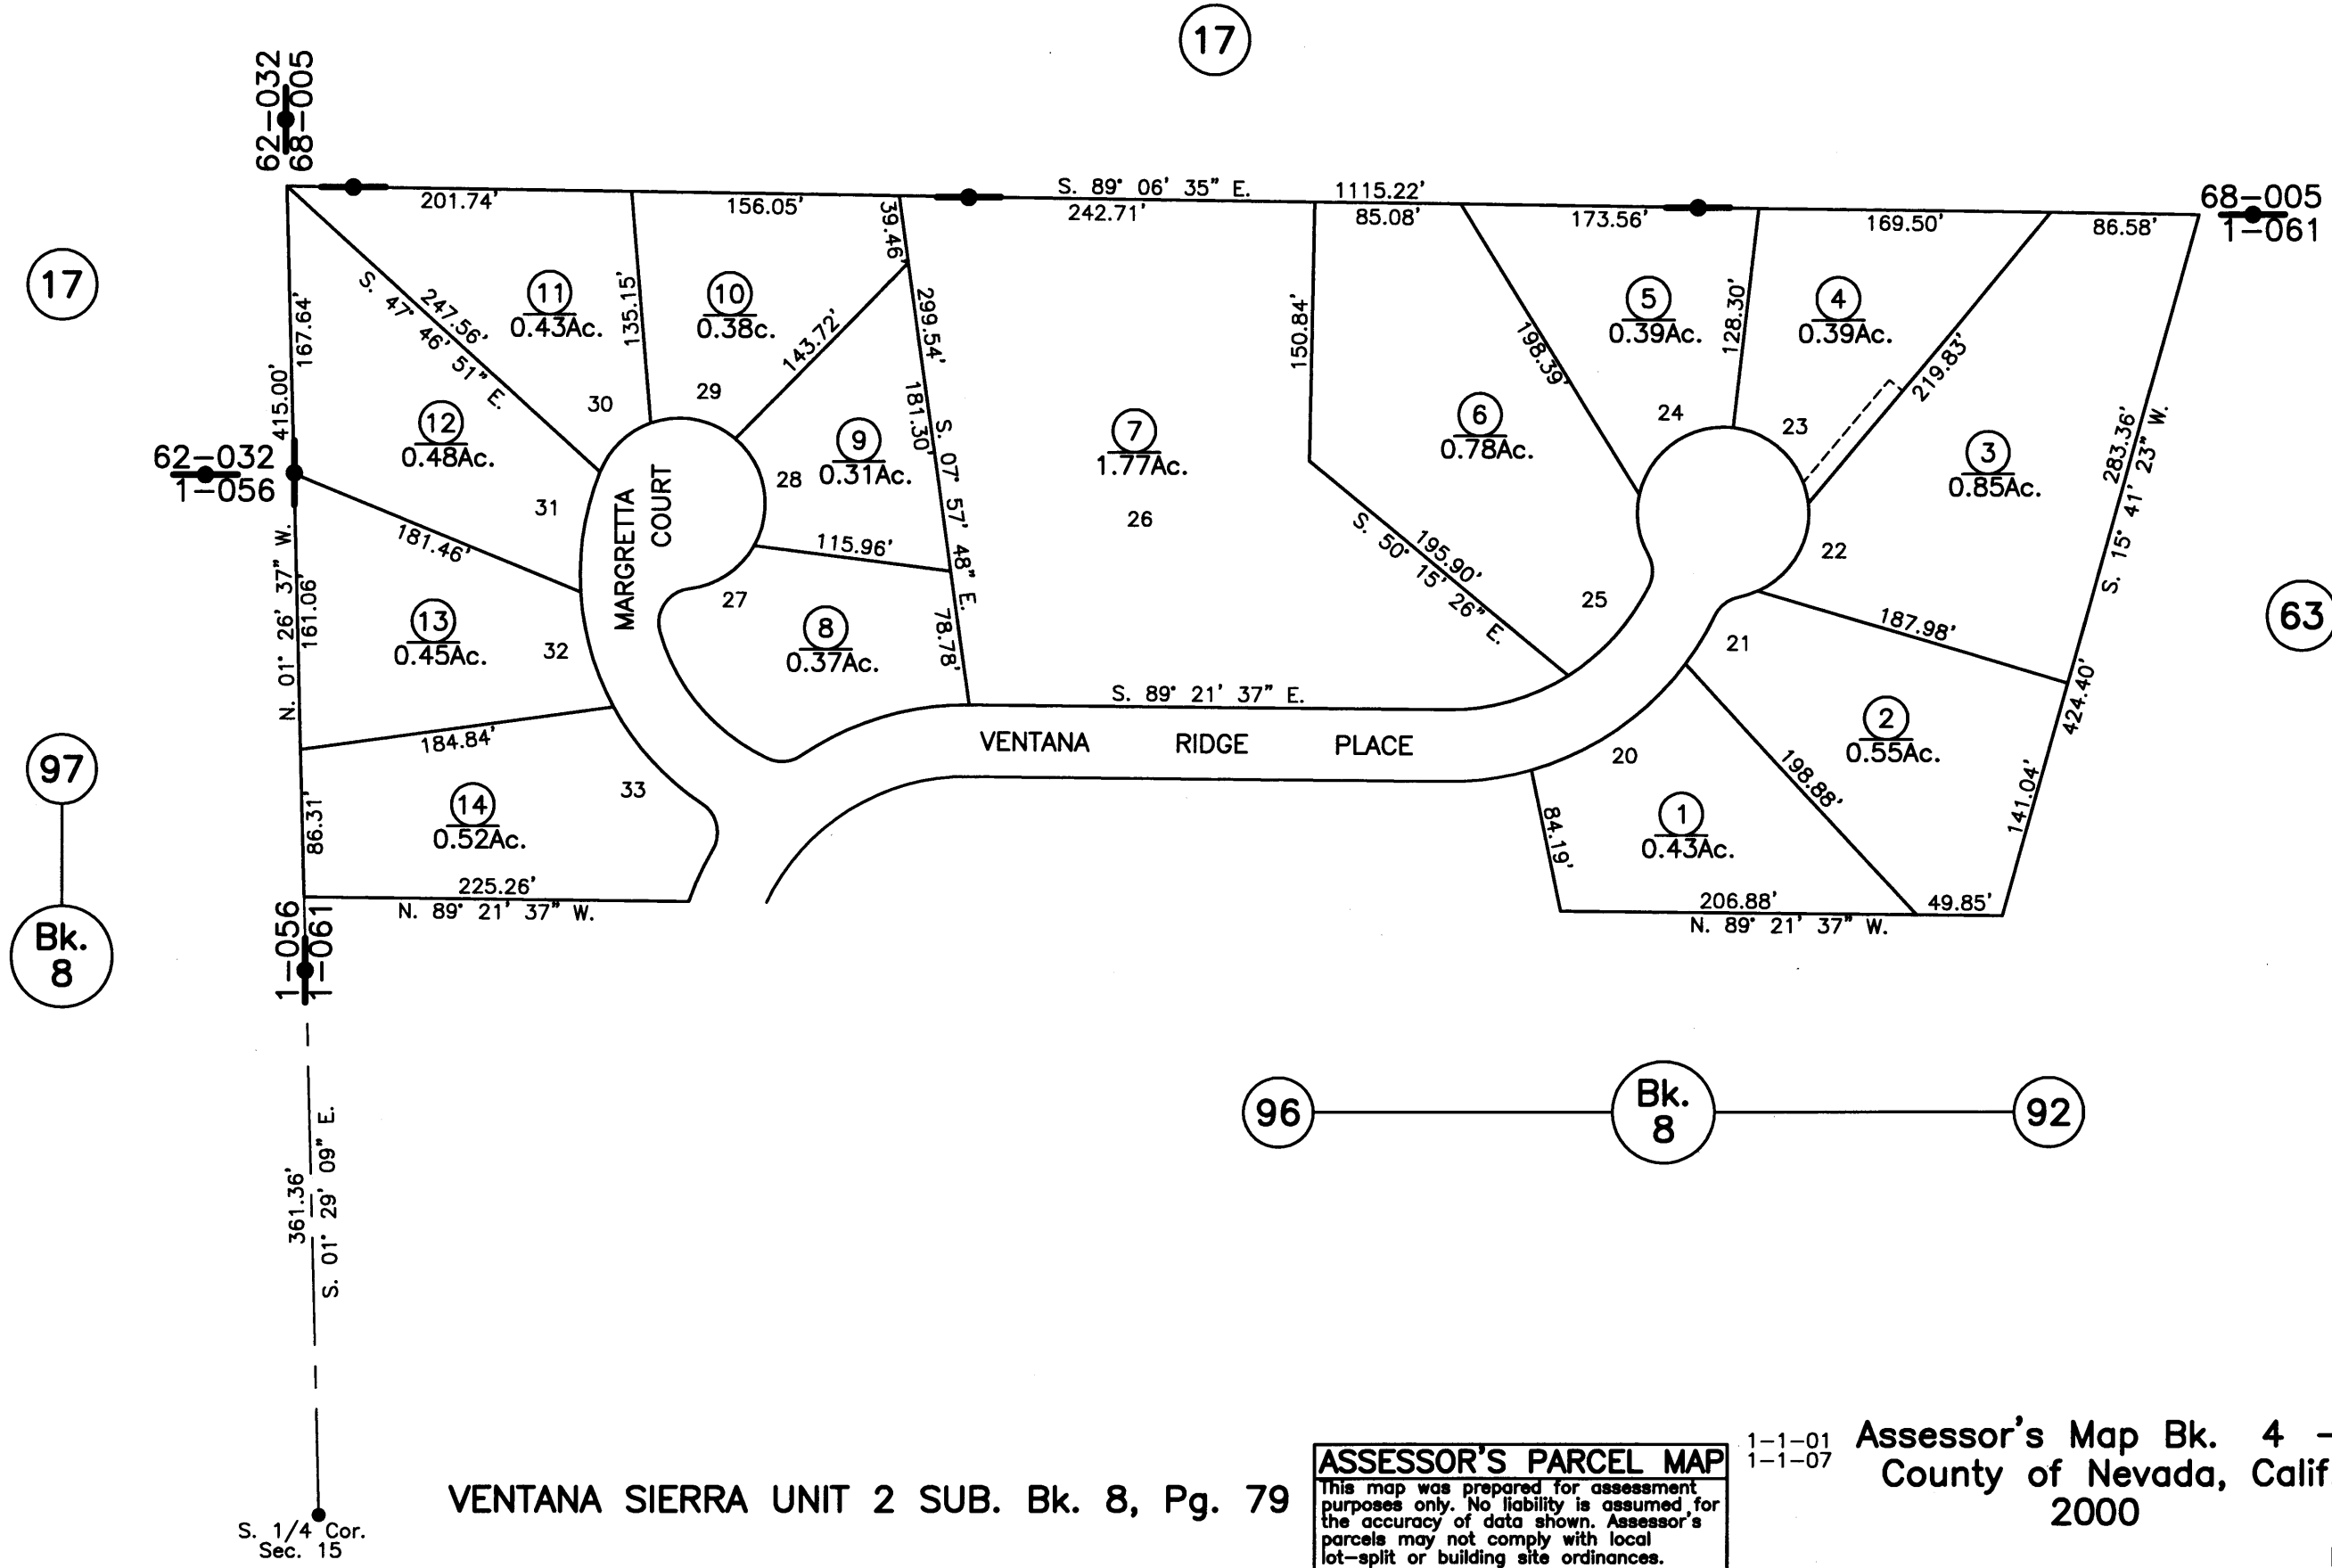 17
62-032
68-005
S. 89° 06' 35" E. 1115.22'
201.74'
156.05'
39.46'
242.71'
85.08'
173.56'
169.50'
86.58'
68-005
1-061
17
167.64'
415.00'
S. 47° 46' 51" E.
247.56'
11
0.43Ac.
135.15'
10
0.38c.
143.72'
299.54'
181.30'
S. 07° 57' 48" E.
78.78'
150.84'
198.39'
5
0.39Ac.
128.30'
4
0.39Ac.
219.83'
283.36'
S. 15° 41' 23" W.
424.40'
141.04'
30
29
24
23
12
0.48Ac.
9
0.31Ac.
28
7
1.77Ac.
26
6
0.78Ac.
3
0.85Ac.
62-032
1-056
31
MARGRETTA
COURT
181.46'
115.96'
S. 50° 15' 26" E.
195.90'
22
N. 01° 26' 37" W.
161.06'
13
0.45Ac.
32
27
8
0.37Ac.
25
21
187.98'
63
S. 89° 21' 37" E.
VENTANA RIDGE PLACE
184.84'
20
2
0.55Ac.
198.88'
97
86.31'
14
0.52Ac.
33
84.19'
1
0.43Ac.
225.26'
N. 89° 21' 37" W.
206.88'
49.85'
N. 89° 21' 37" W.
Bk.
8
1-056
1-061
96
Bk.
8
92
361.36'
S. 01° 29' 09" E.
S. 1/4 Cor.
Sec. 15
VENTANA SIERRA UNIT 2 SUB. Bk. 8, Pg. 79
ASSESSOR'S PARCEL MAP
This map was prepared for assessment
purposes only. No liability is assumed for
the accuracy of data shown. Assessor's
parcels may not comply with local
lot-split or building site ordinances.
1-1-01
1-1-07
Assessor's Map Bk. 4 -
County of Nevada, Calif
2000